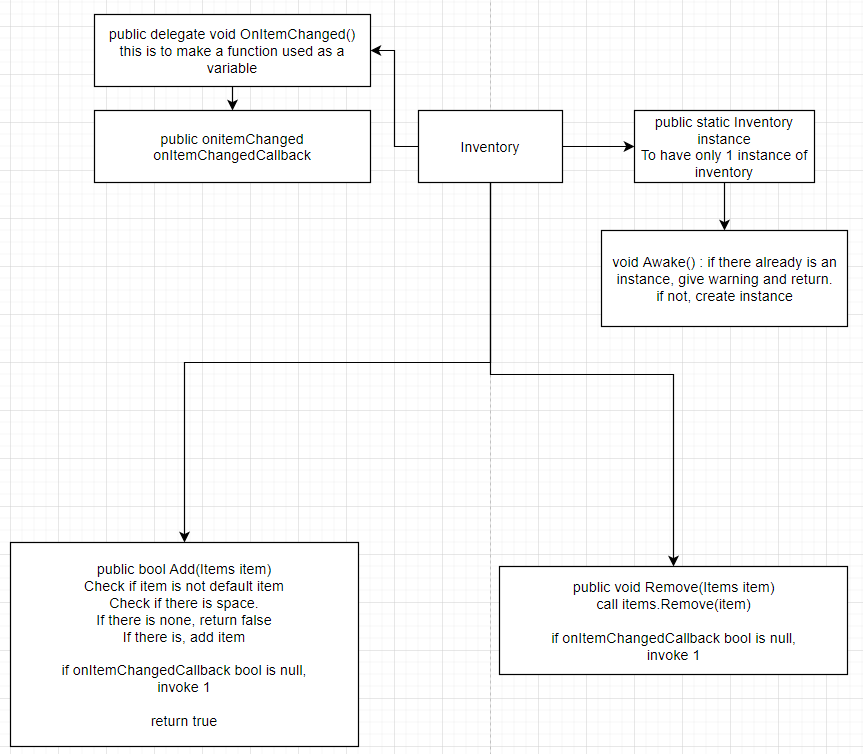 public delegate void OnItemChanged()
this is to make a function used as a
variable
public onitemChanged
onItemChangedCallback
Inventory
public static Inventory
instance
To have only 1 instance of
inventory
void Awake() : if there already is an
instance, give warning and return.
if not, create instance
public bool Add(Items item)
Check if item is not default item
Check if there is space.
If there is none, return false
If there is, add item
if onItemChangedCallback bool is null,
invoke 1
return true
public void Remove(Items item)
call items.Remove(item)
if onItemChangedCallback bool is null,
invoke 1